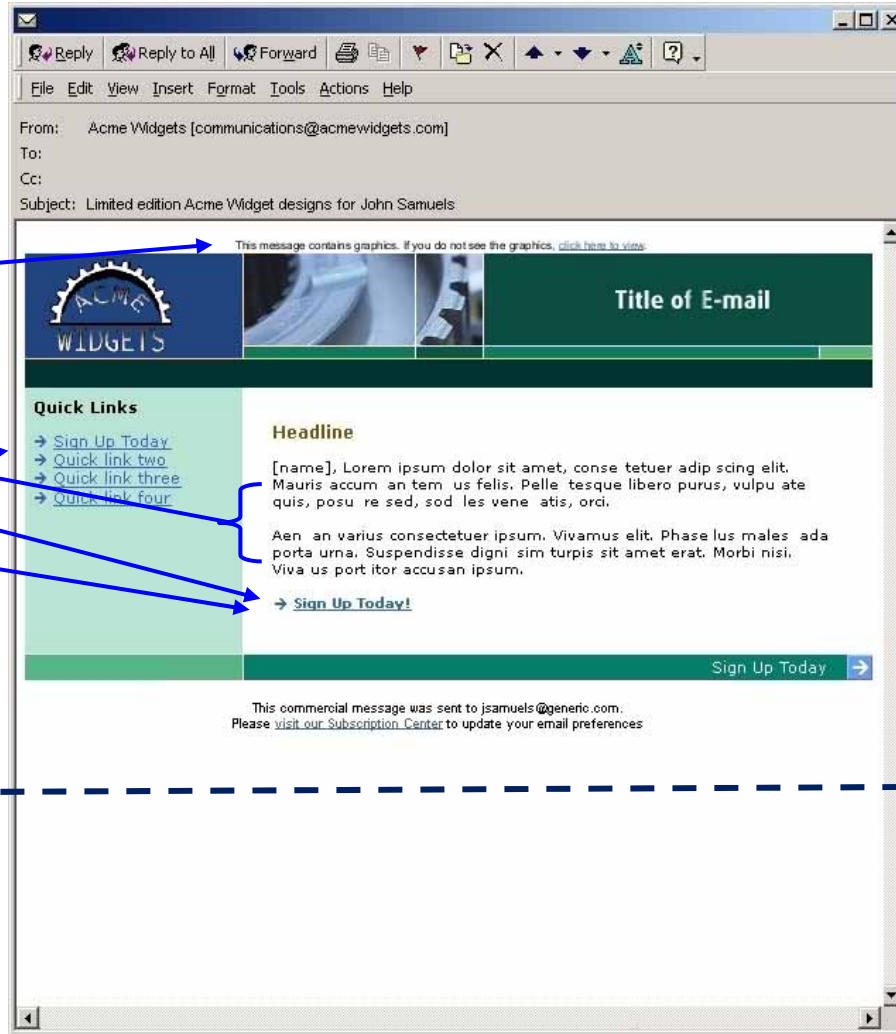 Reply Reply to All Forward
File Edit View Insert Format Tools Actions Help
From: Acme Widgets [communications@acmewidgets.com]
To:
Cc:
Subject: Limited edition Acme Widget designs for John Samuels
This message contains graphics. If you do not see the graphics, click here to view.
ACME
WIDGETS
Title of E-mail
Quick Links
→ Sign Up Today
→ Quick link two
→ Quick link three
→ Quick link four
Headline
[name], Lorem ipsum dolor sit amet, conse tetuer adip scing elit.
Mauris accum an tem us felis. Pelle tesque libero purus, vulpu ate
quis, posu re sed, sod les vene atis, orci.
Aen an varius consectetuer ipsum. Vivamus elit. Phase lus males ada
porta urna. Suspendisse digni sim turpis sit amet erat. Morbi nisi.
Viva us port itor accusan ipsum.
→ Sign Up Today!
Sign Up Today →
This commercial message was sent to jsamuels@generic.com.
Please visit our Subscription Center to update your email preferences